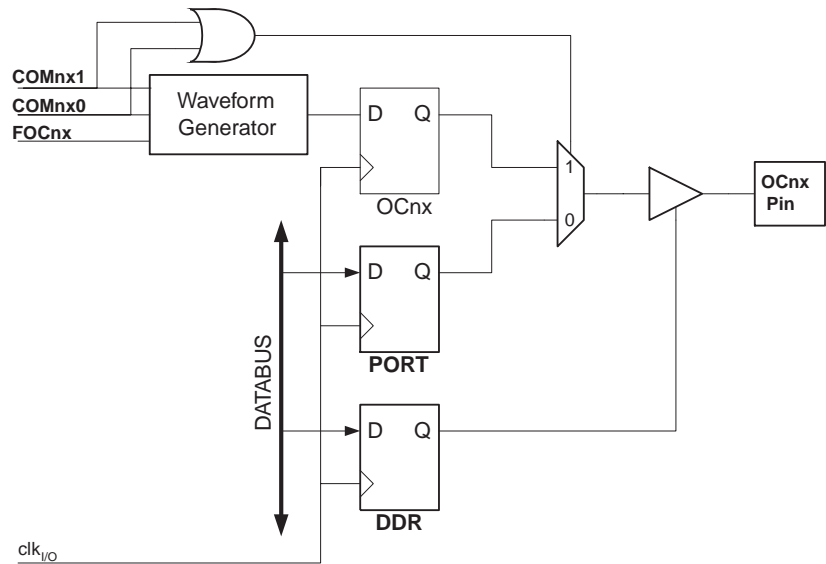 COMnx1
COMnx0
FOCnx
Waveform
Generator
D Q
OCnx
1
0
OCnx
Pin
D Q
PORT
DATABUS
D Q
DDR
clkI/O